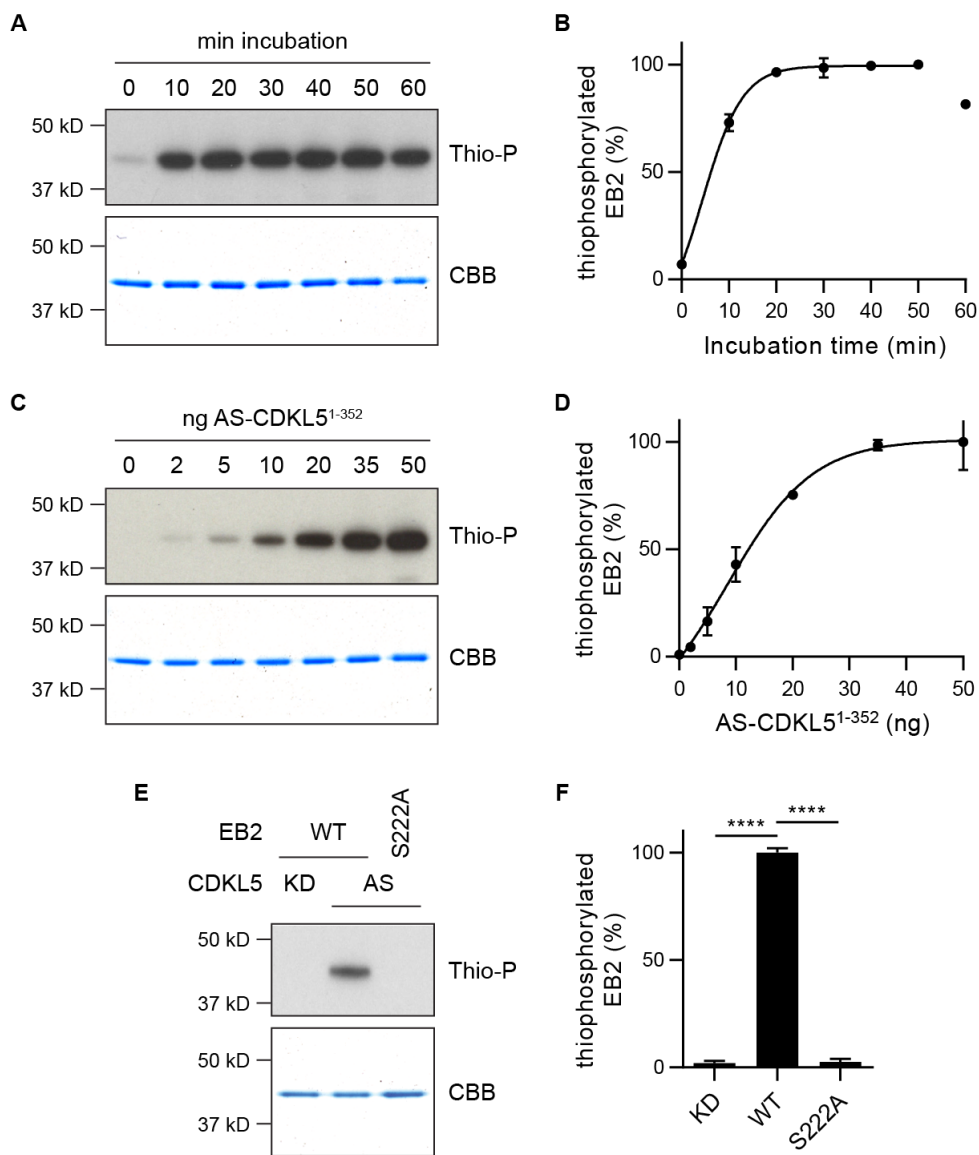 A
min incubation
0 10 20 30 40 50 60
50 kD
37 kD
Thio-P
50 kD
37 kD
CBB
B
thiophosphorylated
EB2 (%)
100
50
0
0 10 20 30 40 50 60
Incubation time (min)
C
ng AS-CDKL5¹⁻³⁵²
0 2 5 10 20 35 50
50 kD
37 kD
Thio-P
50 kD
37 kD
CBB
D
thiophosphorylated
EB2 (%)
100
50
0
0 10 20 30 40 50
AS-CDKL5¹⁻³⁵² (ng)
E
EB2 WT S222A
CDKL5 KD AS
50 kD
37 kD
Thio-P
50 kD
37 kD
CBB
F
thiophosphorylated
EB2 (%)
**** ****
100
50
0
KD WT S222A